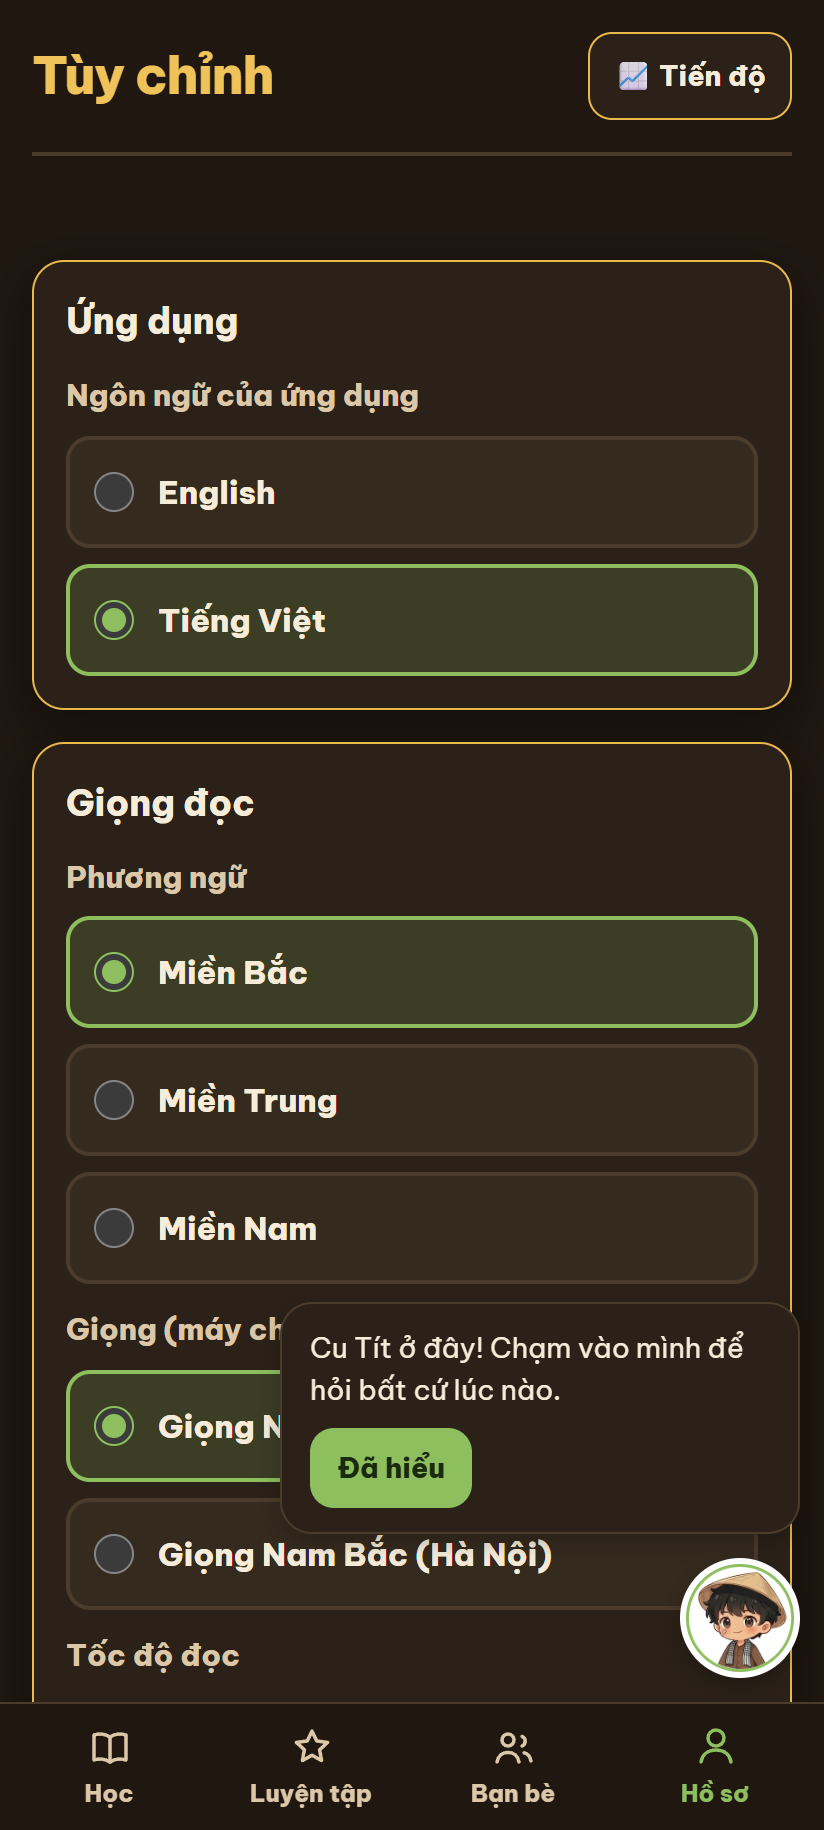 Tùy chỉnh
Tiến độ
Ứng dụng
Ngôn ngữ của ứng dụng
English
Tiếng Việt
Giọng đọc
Phương ngữ
Miền Bắc
Miền Trung
Miền Nam
Giọng (máy
Cu Tít ở đây! Chạm vào mình để
hỏi bất cứ lúc nào.
Giọng
Đã hiểu
Giọng Nam Bắc (Hà Nội)
Tốc độ đọc
Học
Luyện tập
Bạn bè
Hồ sơ